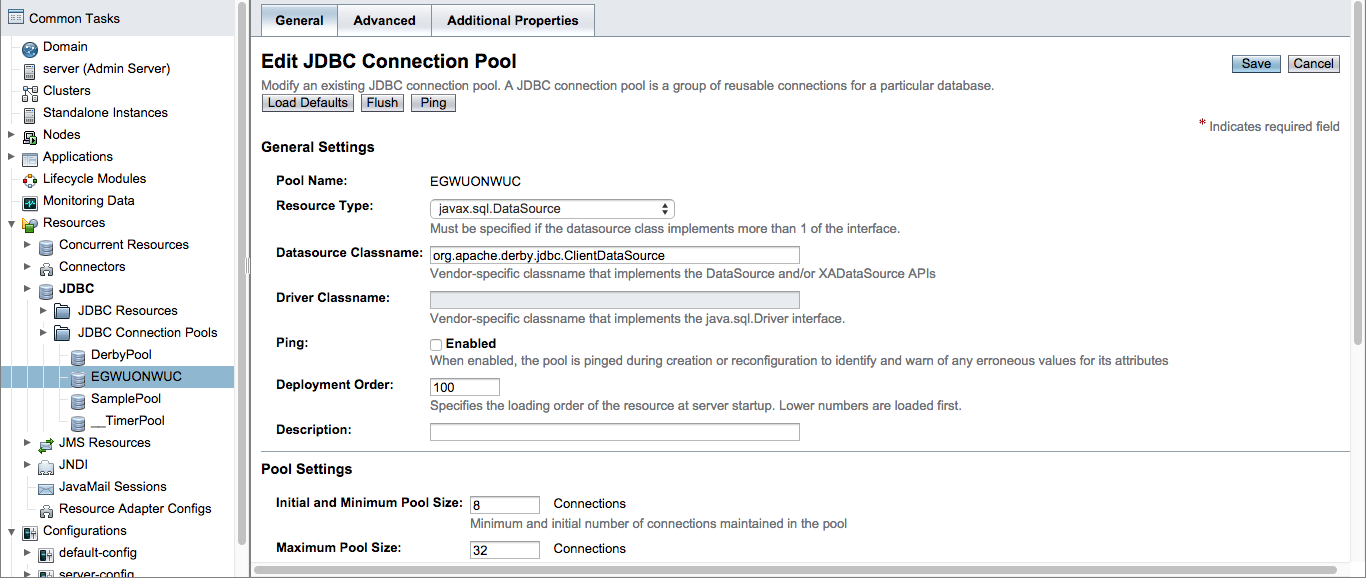 Common Tasks
Domain
server (Admin Server)
Clusters
Standalone Instances
Nodes
Applications
Lifecycle Modules
Monitoring Data
Resources
Concurrent Resources
Connectors
JDBC
JDBC Resources
JDBC Connection Pools
DerbyPool
EGWUONWUC
SamplePool
__TimerPool
JMS Resources
JNDI
JavaMail Sessions
Resource Adapter Configs
Configurations
default-config
server-config
General Advanced Additional Properties
Edit JDBC Connection Pool
Save Cancel
Modify an existing JDBC connection pool. A JDBC connection pool is a group of reusable connections for a particular database.
Load Defaults Flush Ping
* Indicates required field
General Settings
Pool Name: EGWUONWUC
Resource Type: javax.sql.DataSource
Must be specified if the datasource class implements more than 1 of the interface.
Datasource Classname: org.apache.derby.jdbc.ClientDataSource
Vendor-specific classname that implements the DataSource and/or XADataSource APIs
Driver Classname:
Vendor-specific classname that implements the java.sql.Driver interface.
Ping: Enabled
When enabled, the pool is pinged during creation or reconfiguration to identify and warn of any erroneous values for its attributes
Deployment Order: 100
Specifies the loading order of the resource at server startup. Lower numbers are loaded first.
Description:
Pool Settings
Initial and Minimum Pool Size: 8 Connections
Minimum and initial number of connections maintained in the pool
Maximum Pool Size: 32 Connections